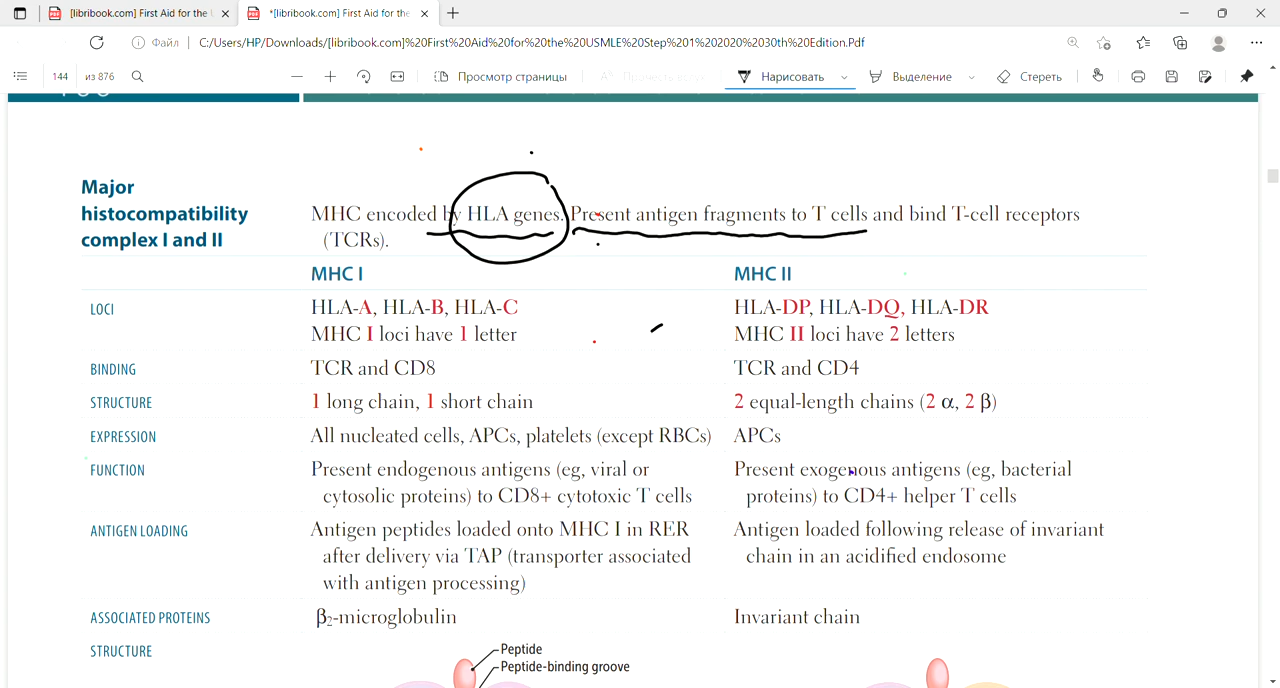 [libribook.com] First Aid for the U
*[libribook.com] First Aid for the
Файл
C:/Users/HP/Downloads/[libribook.com]%20First%20Aid%20for%20the%20USMLE%20Step%201%202020%2030th%20Edition.Pdf
144 из 876
Просмотр страницы
Нарисовать
Выделение
Стереть
Major
histocompatibility
complex I and II
MHC encoded by HLA genes. Present antigen fragments to T cells and bind T-cell receptors
(TCRs).
MHC I MHC II
LOCI HLA-A, HLA-B, HLA-C HLA-DP, HLA-DQ, HLA-DR
MHC I loci have 1 letter MHC II loci have 2 letters
BINDING TCR and CD8 TCR and CD4
STRUCTURE 1 long chain, 1 short chain 2 equal-length chains (2 α, 2 β)
EXPRESSION All nucleated cells, APCs, platelets (except RBCs) APCs
FUNCTION Present endogenous antigens (eg, viral or Present exogenous antigens (eg, bacterial
cytosolic proteins) to CD8+ cytotoxic T cells proteins) to CD4+ helper T cells
ANTIGEN LOADING Antigen peptides loaded onto MHC I in RER Antigen loaded following release of invariant
after delivery via TAP (transporter associated chain in an acidified endosome
with antigen processing)
ASSOCIATED PROTEINS β2-microglobulin Invariant chain
STRUCTURE
Peptide
Peptide-binding groove